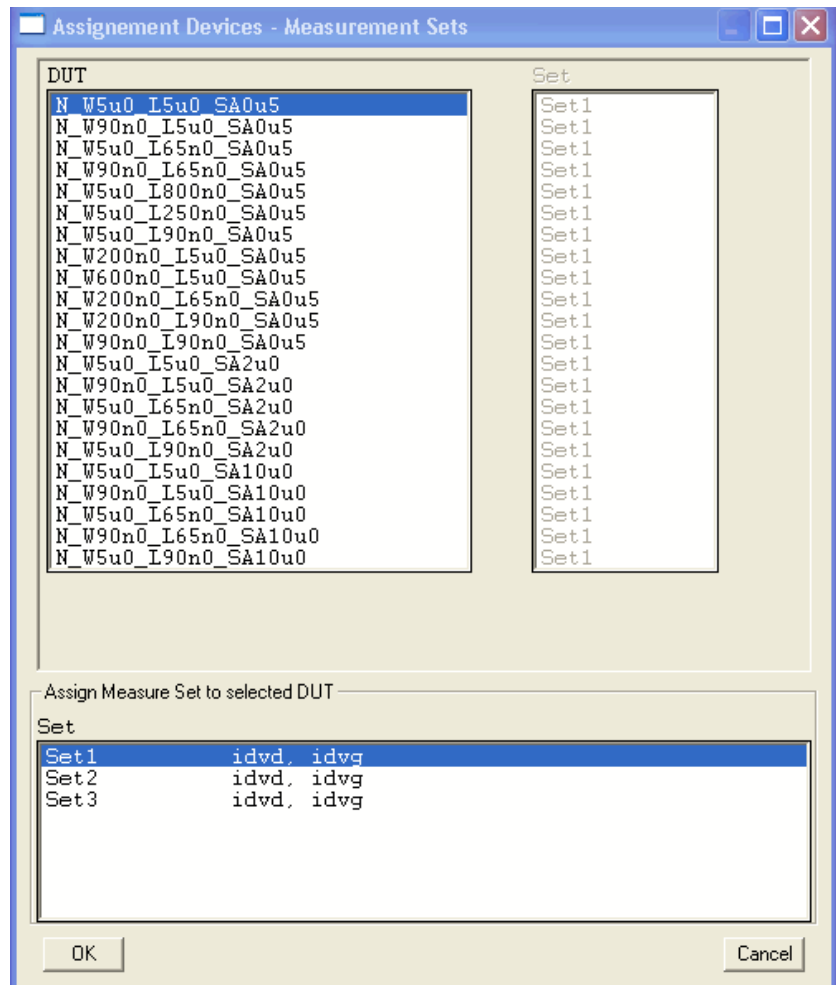 Assignement Devices - Measurement Sets
DUT Set
N_W5u0_L5u0_SA0u5 Set1
N_W90n0_L5u0_SA0u5 Set1
N_W5u0_L65n0_SA0u5 Set1
N_W90n0_L65n0_SA0u5 Set1
N_W5u0_L800n0_SA0u5 Set1
N_W5u0_L250n0_SA0u5 Set1
N_W5u0_L90n0_SA0u5 Set1
N_W200n0_L5u0_SA0u5 Set1
N_W600n0_L5u0_SA0u5 Set1
N_W200n0_L65n0_SA0u5 Set1
N_W200n0_L90n0_SA0u5 Set1
N_W90n0_L90n0_SA0u5 Set1
N_W5u0_L5u0_SA2u0 Set1
N_W90n0_L5u0_SA2u0 Set1
N_W5u0_L65n0_SA2u0 Set1
N_W90n0_L65n0_SA2u0 Set1
N_W5u0_L90n0_SA2u0 Set1
N_W5u0_L5u0_SA10u0 Set1
N_W90n0_L5u0_SA10u0 Set1
N_W5u0_L65n0_SA10u0 Set1
N_W90n0_L65n0_SA10u0 Set1
N_W5u0_L90n0_SA10u0 Set1
Assign Measure Set to selected DUT
Set
Set1 idvd, idvg
Set2 idvd, idvg
Set3 idvd, idvg
OK Cancel